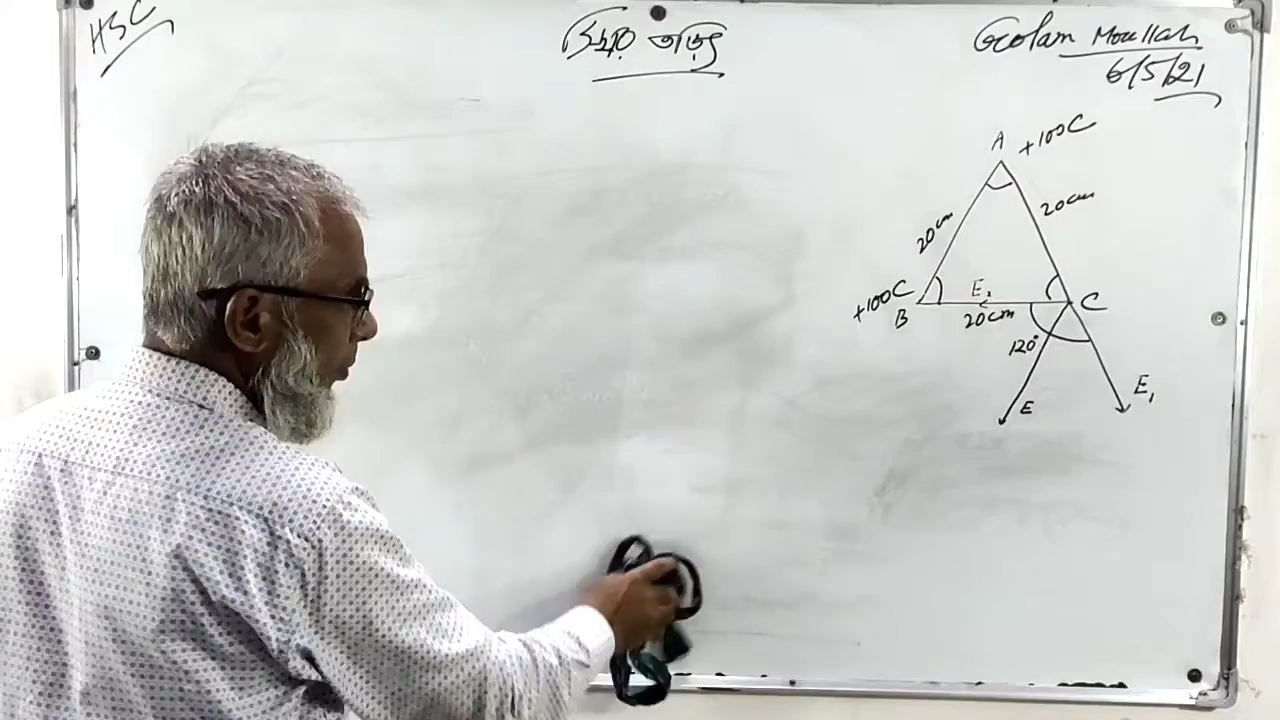 HSC
স্থির তড়িৎ
Golam Moullah
6/5/21
A +100C
20cm
20cm
+100C
B
E₂
20cm
C
120°
E
E₁